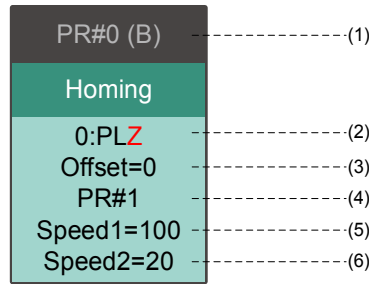 PR#0 (B) (1)
Homing
0:PLZ (2)
Offset=0 (3)
PR#1 (4)
Speed1=100 (5)
Speed2=20 (6)